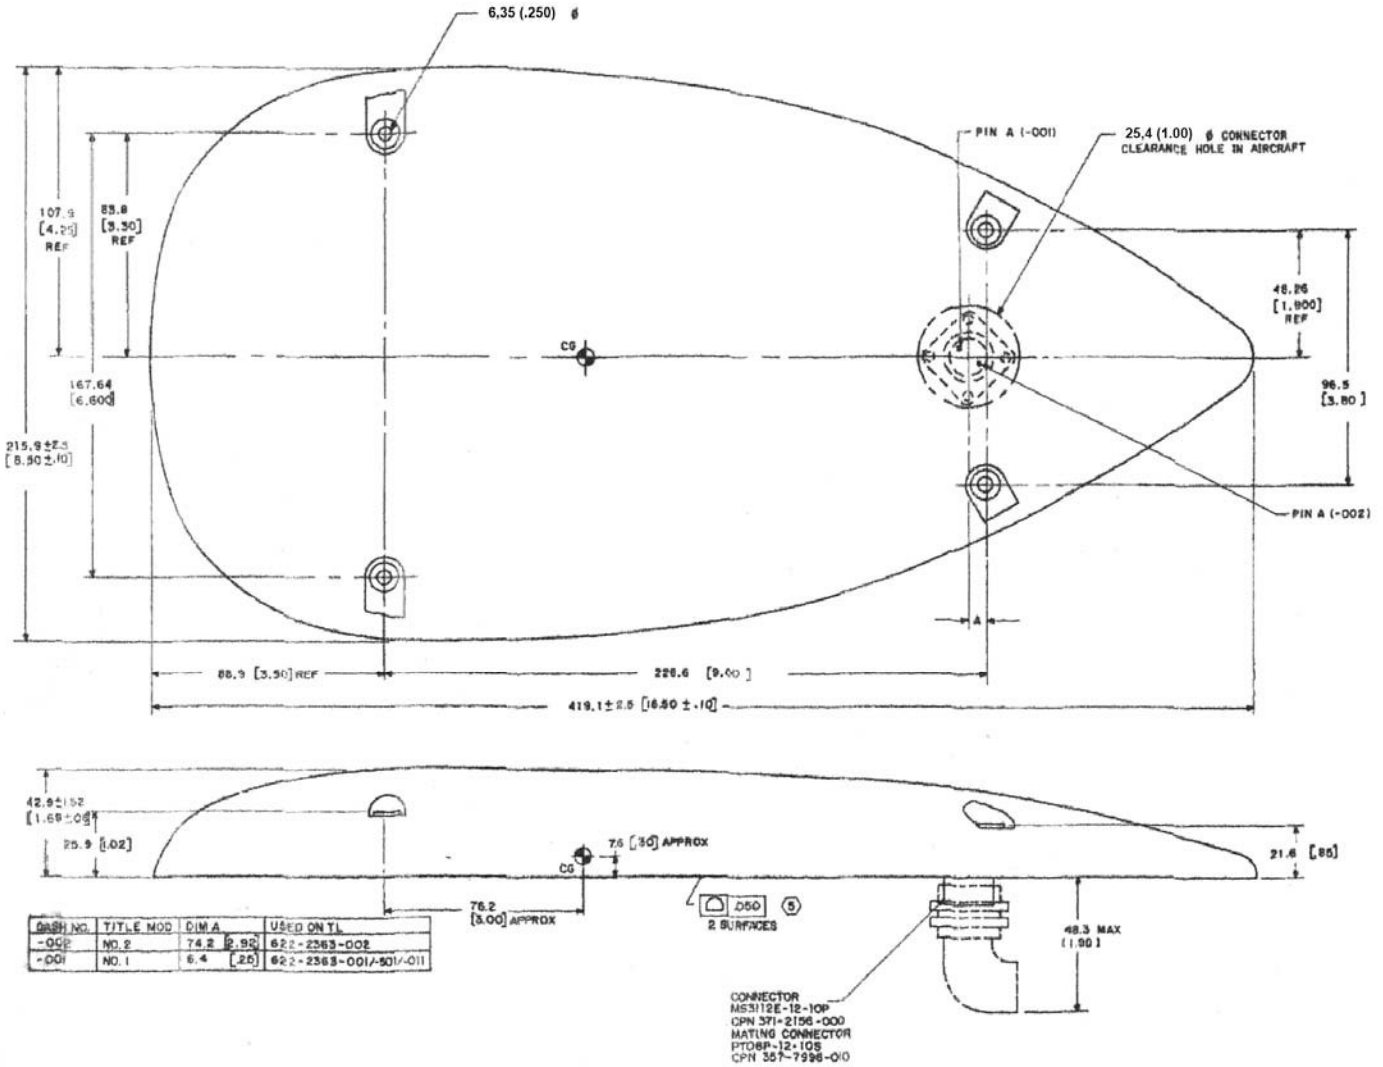 6,35 (.250) ø
PIN A (-001)
25,4 (1.00) ø CONNECTOR
CLEARANCE HOLE IN AIRCRAFT
107.9
[4.25]
REF
83.8
[3.30]
REF
48.26
[1.900]
REF
CG
167.64
[6.600]
96.5
[3.80]
215.9±2.5
[8.50±.10]
PIN A (-002)
A
88.9 [3.50] REF
228.6 [9.00]
419.1±2.5 [16.50 ±.10]
42.9±1.52
25.9 [1.02]
7.6 [.30] APPROX
CG
21.6 [.85]
76.2
[3.00] APPROX
.050
5
2 SURFACES
48.3 MAX
[1.90]
DASH NO. TITLE MOD DIM A USED ON TL
-002 NO. 2 74.2 [2.92] 622-2363-002
-001 NO. 1 6.4 [.25] 622-2363-001/-501/-011
CONNECTOR
MS3112E-12-10P
CPN 371-2156-000
MATING CONNECTOR
PT06P-12-10S
CPN 357-7996-010